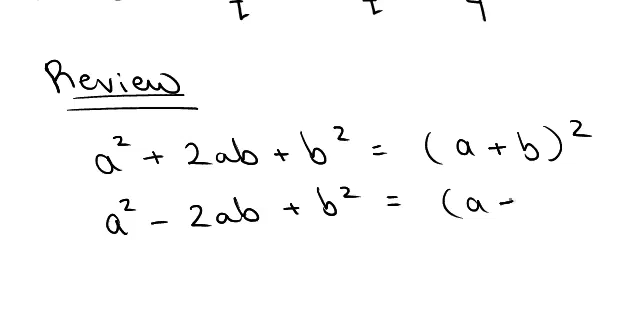 Review
a² + 2ab + b² = (a + b)²
a² - 2ab + b² = (a -